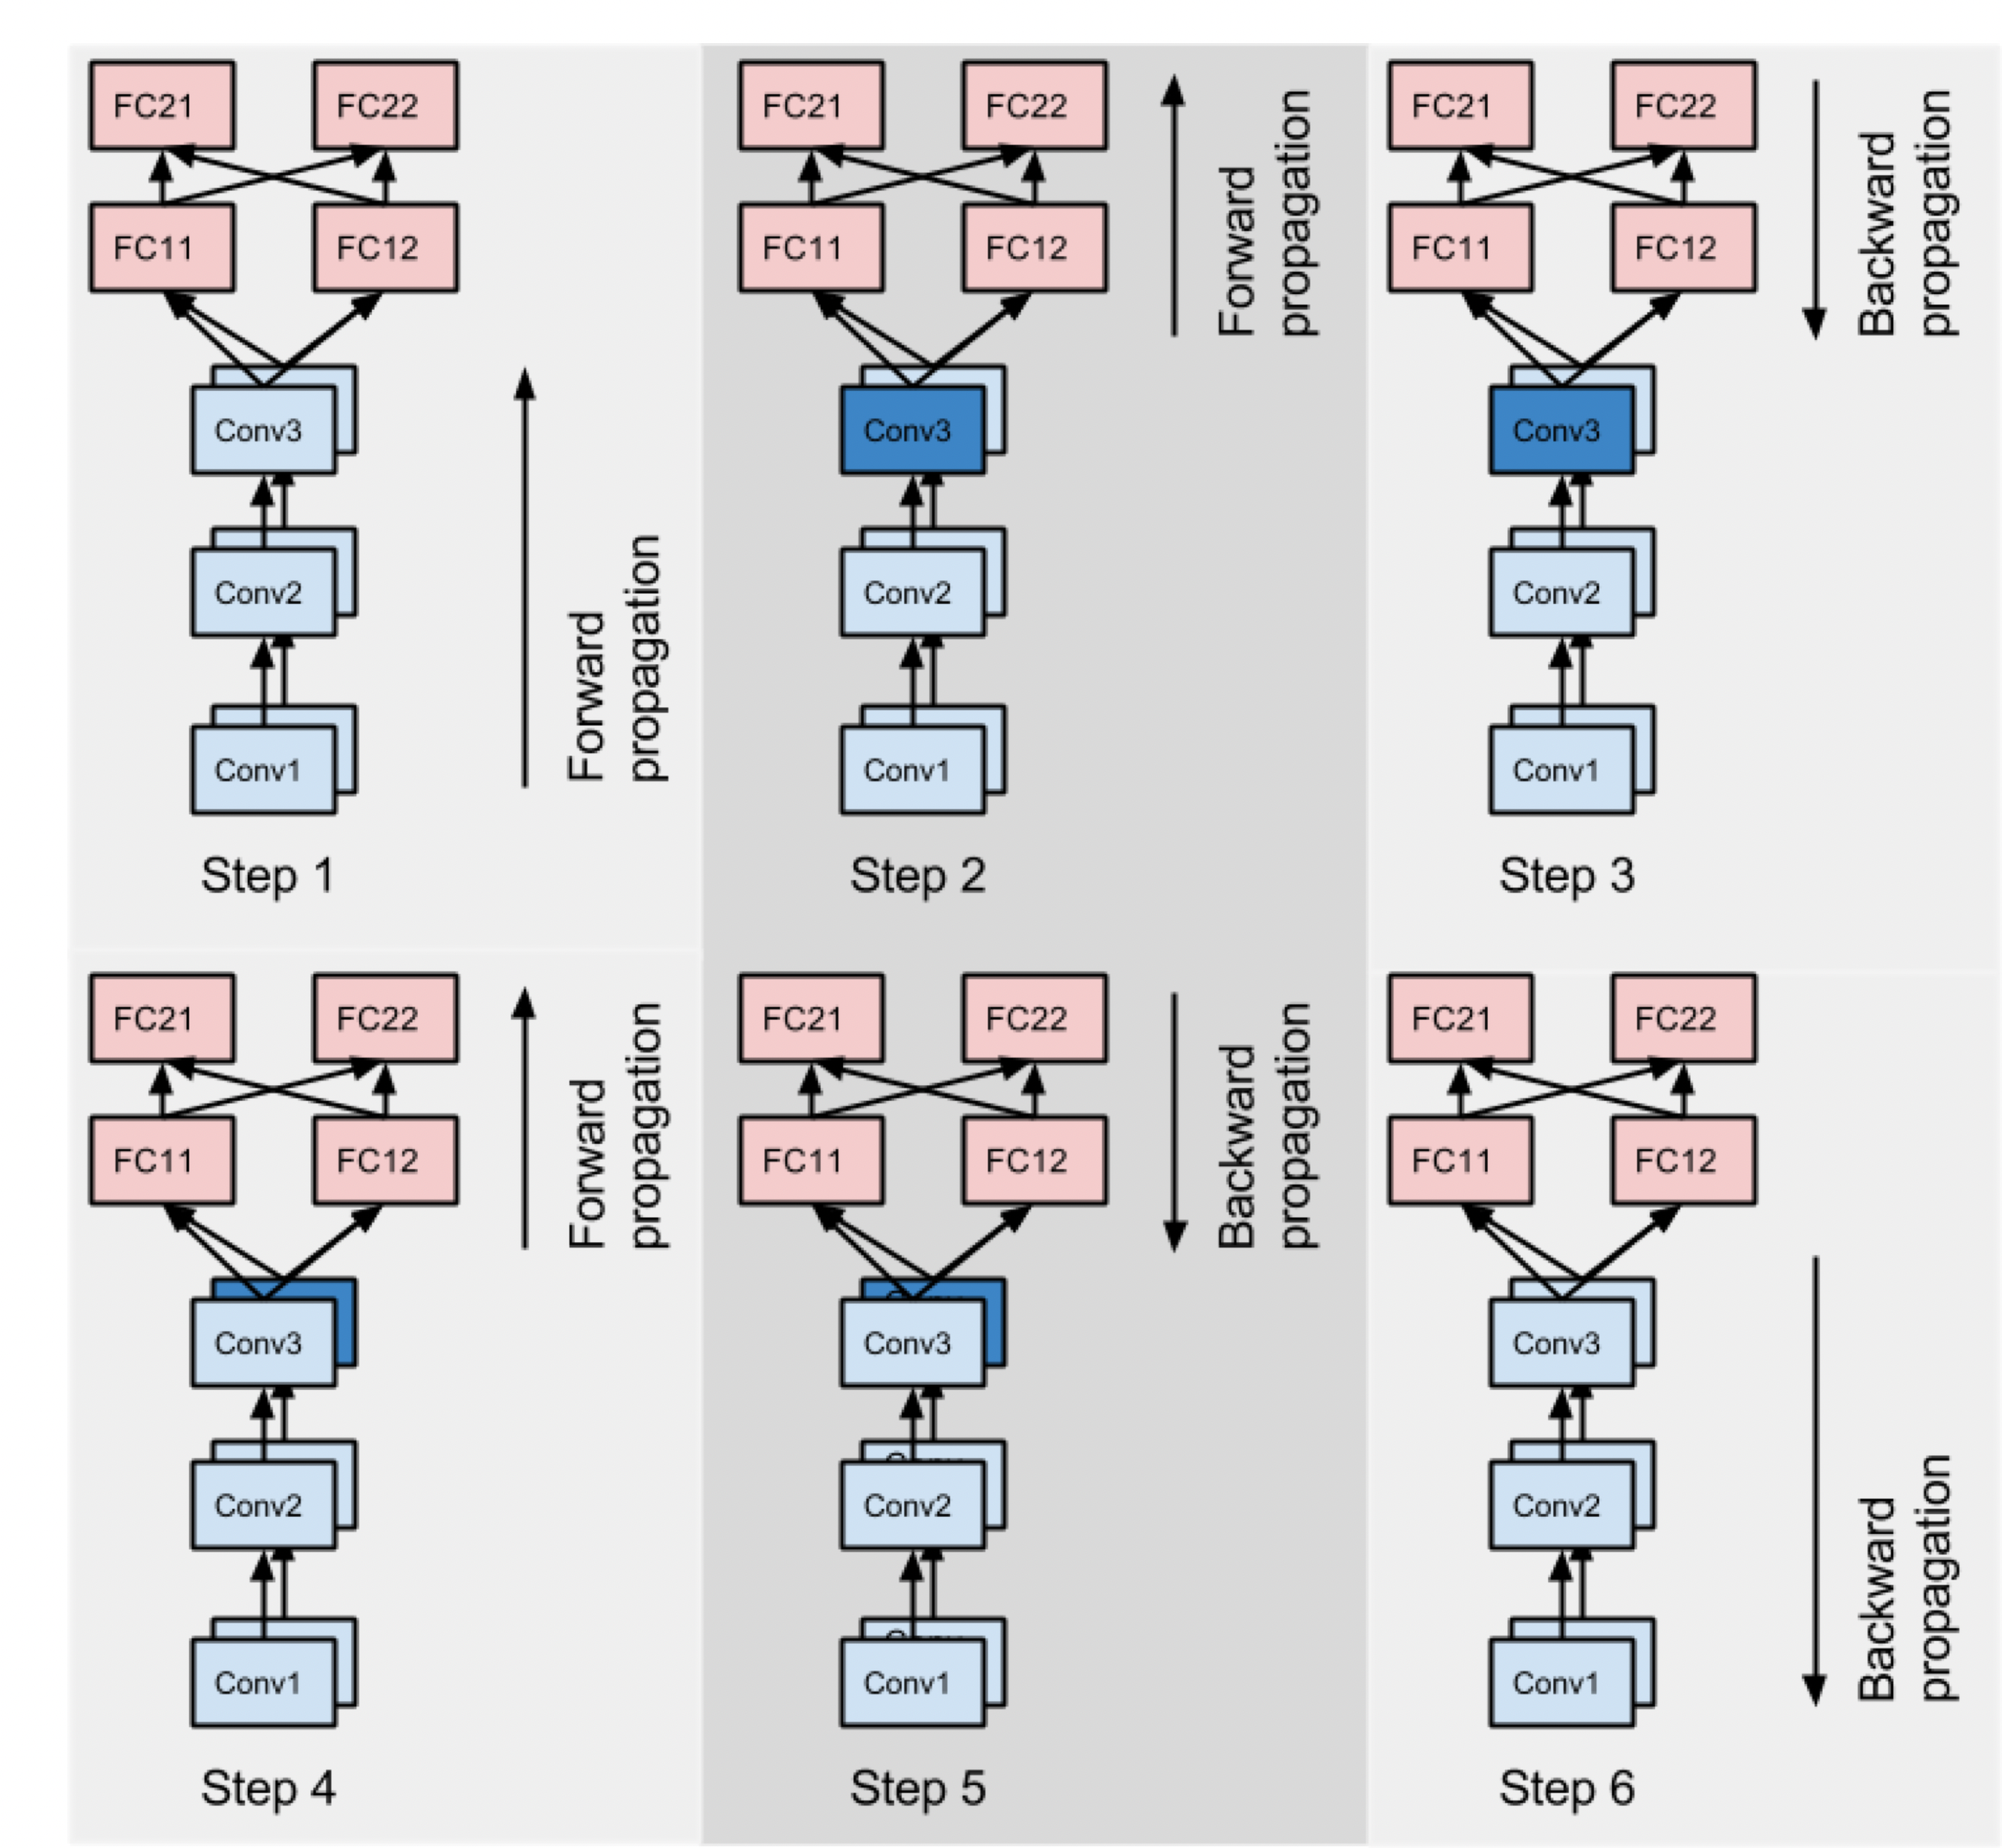 FC21 FC22
FC11 FC12
Conv3
Conv2
Conv1
Forward
propagation
Step 1
FC21 FC22
FC11 FC12
Conv3
Conv2
Conv1
Forward
propagation
Step 2
FC21 FC22
FC11 FC12
Conv3
Conv2
Conv1
Backward
propagation
Step 3
FC21 FC22
FC11 FC12
Conv3
Conv2
Conv1
Forward
propagation
Step 4
FC21 FC22
FC11 FC12
Conv3
Conv2
Conv1
Backward
propagation
Step 5
FC21 FC22
FC11 FC12
Conv3
Conv2
Conv1
Backward
propagation
Step 6